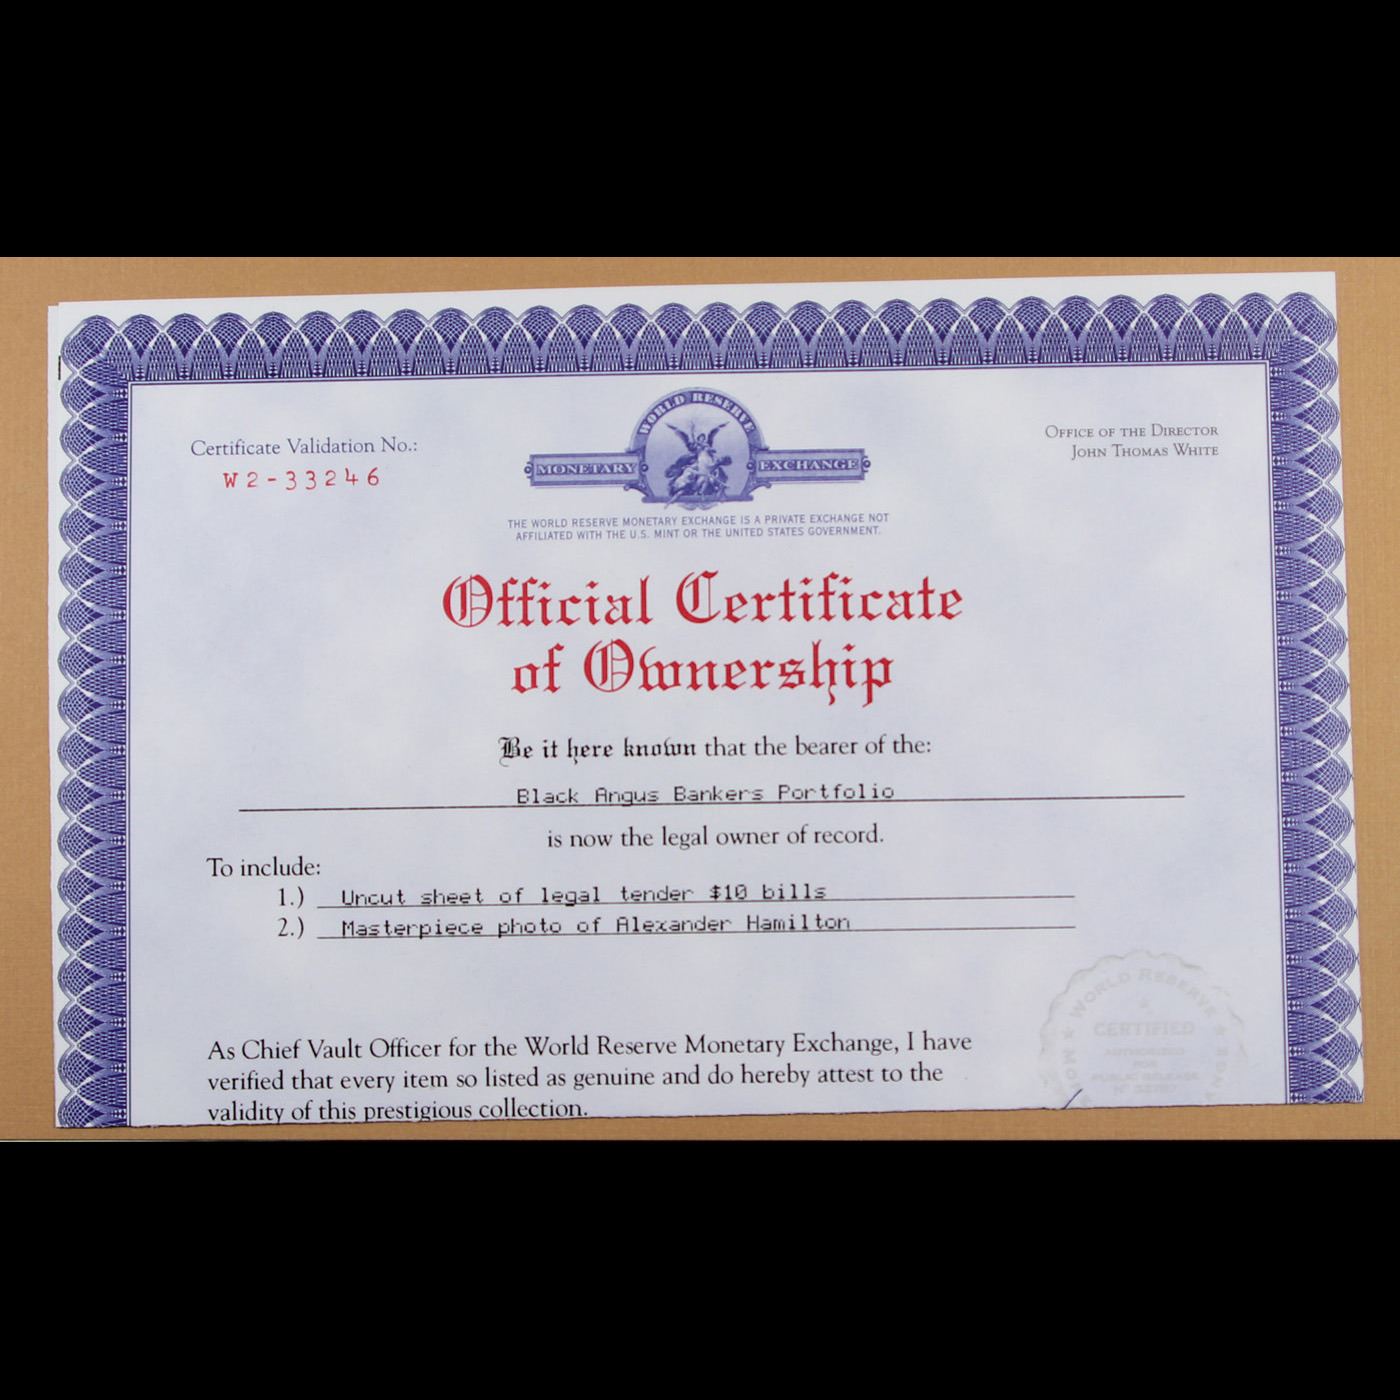 WORLD RESERVE
MONETARY EXCHANGE
Certificate Validation No.:
W2-33246
OFFICE OF THE DIRECTOR
JOHN THOMAS WHITE
THE WORLD RESERVE MONETARY EXCHANGE IS A PRIVATE EXCHANGE NOT
AFFILIATED WITH THE U.S. MINT OR THE UNITED STATES GOVERNMENT.
Official Certificate
of Ownership
Be it here known that the bearer of the:
Black Angus Bankers Portfolio
is now the legal owner of record.
To include:
1.) Uncut sheet of legal tender $10 bills
2.) Masterpiece photo of Alexander Hamilton
As Chief Vault Officer for the World Reserve Monetary Exchange, I have
verified that every item so listed as genuine and do hereby attest to the
validity of this prestigious collection.
WORLD RESERVE
CERTIFIED
AUTHORIZED
FOR
PUBLIC RELEASE